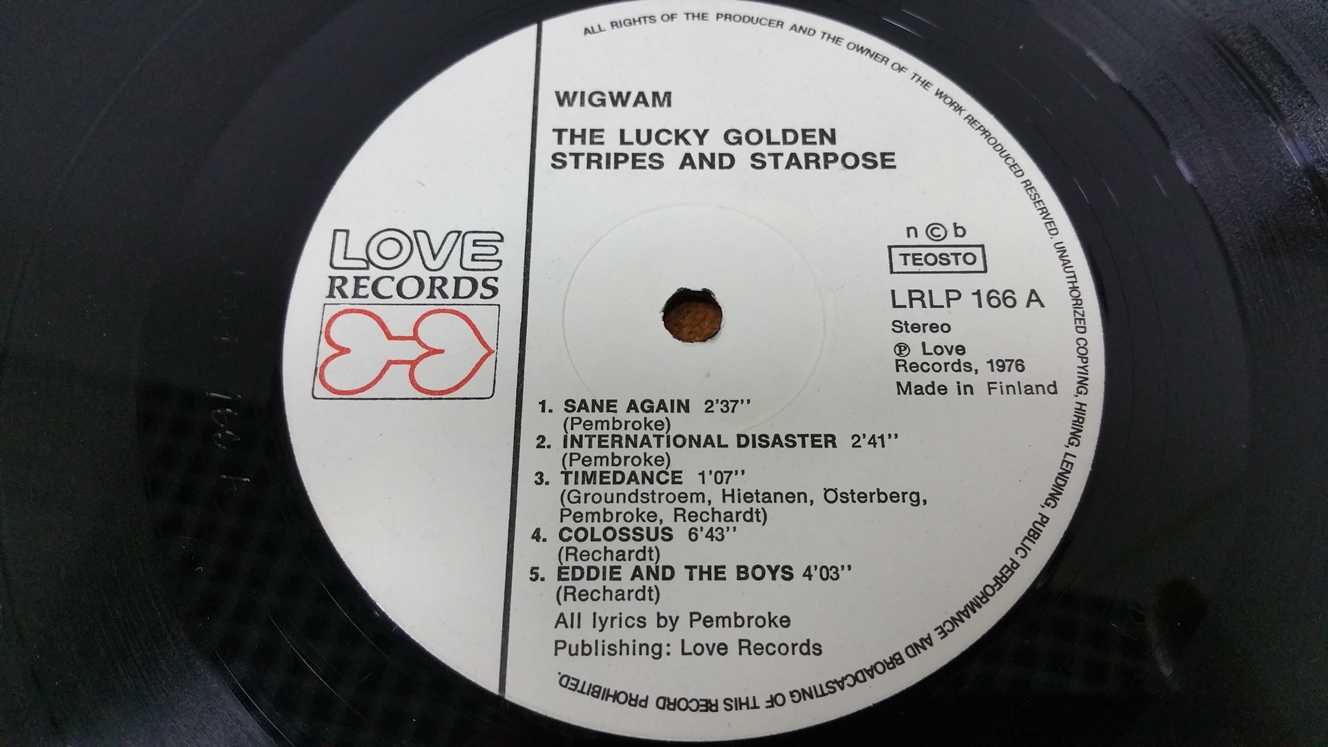 ALL RIGHTS OF THE PRODUCER AND THE OWNER OF THE WORK REPRODUCED RESERVED. UNAUTHORIZED COPYING, HIRING, LENDING, PUBLIC PERFORMANCE AND BROADCASTING OF THIS RECORD PROHIBITED.
WIGWAM
THE LUCKY GOLDEN
STRIPES AND STARPOSE
LOVE
RECORDS
n © b
TEOSTO
LRLP 166 A
Stereo
℗ Love
Records, 1976
Made in Finland
1. SANE AGAIN 2'37''
(Pembroke)
2. INTERNATIONAL DISASTER 2'41''
(Pembroke)
3. TIMEDANCE 1'07''
(Groundstroem, Hietanen, Österberg,
Pembroke, Rechardt)
4. COLOSSUS 6'43''
(Rechardt)
5. EDDIE AND THE BOYS 4'03''
(Rechardt)
All lyrics by Pembroke
Publishing: Love Records